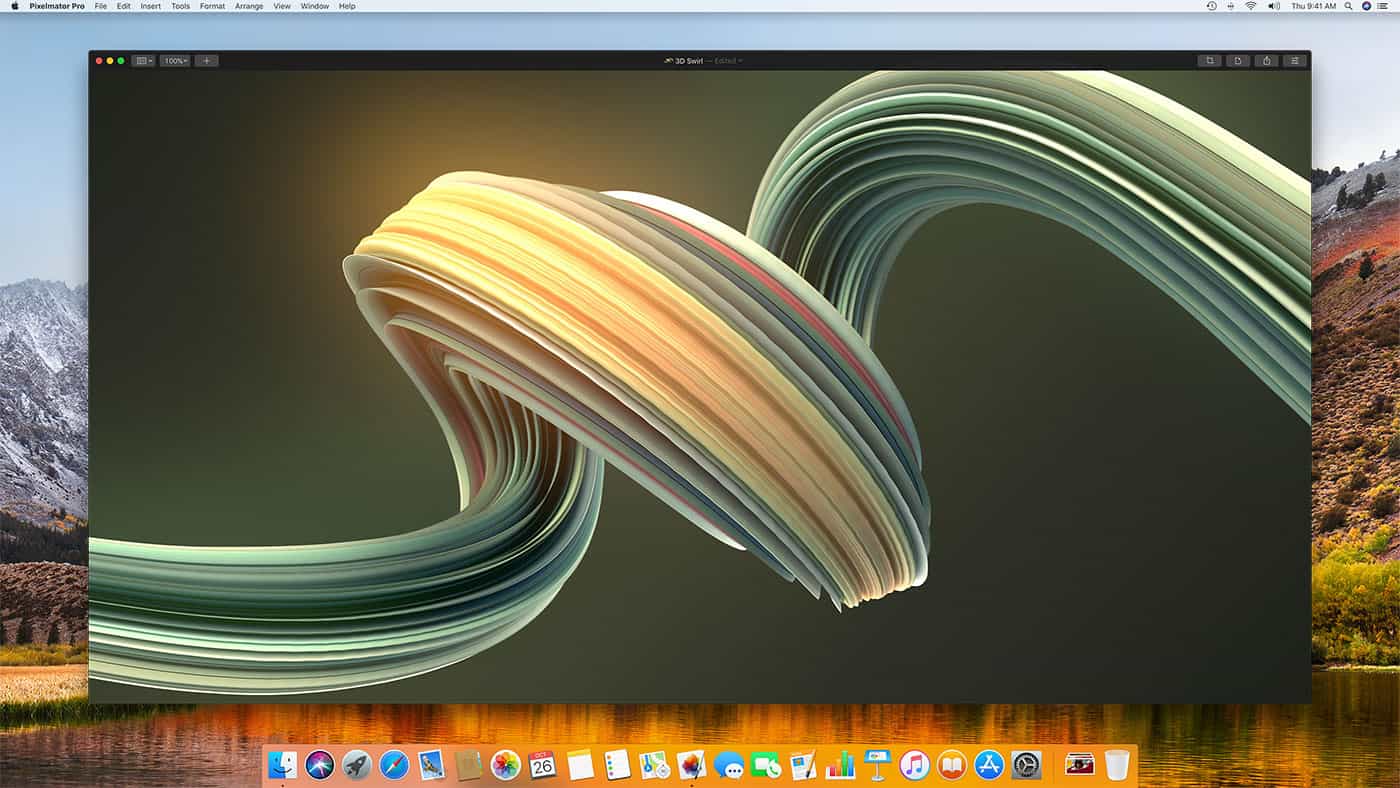 Pixelmator Pro File Edit Insert Tools Format Arrange View Window Help Thu 9:41 AM
100% 3D Swirl — Edited
OCT
26